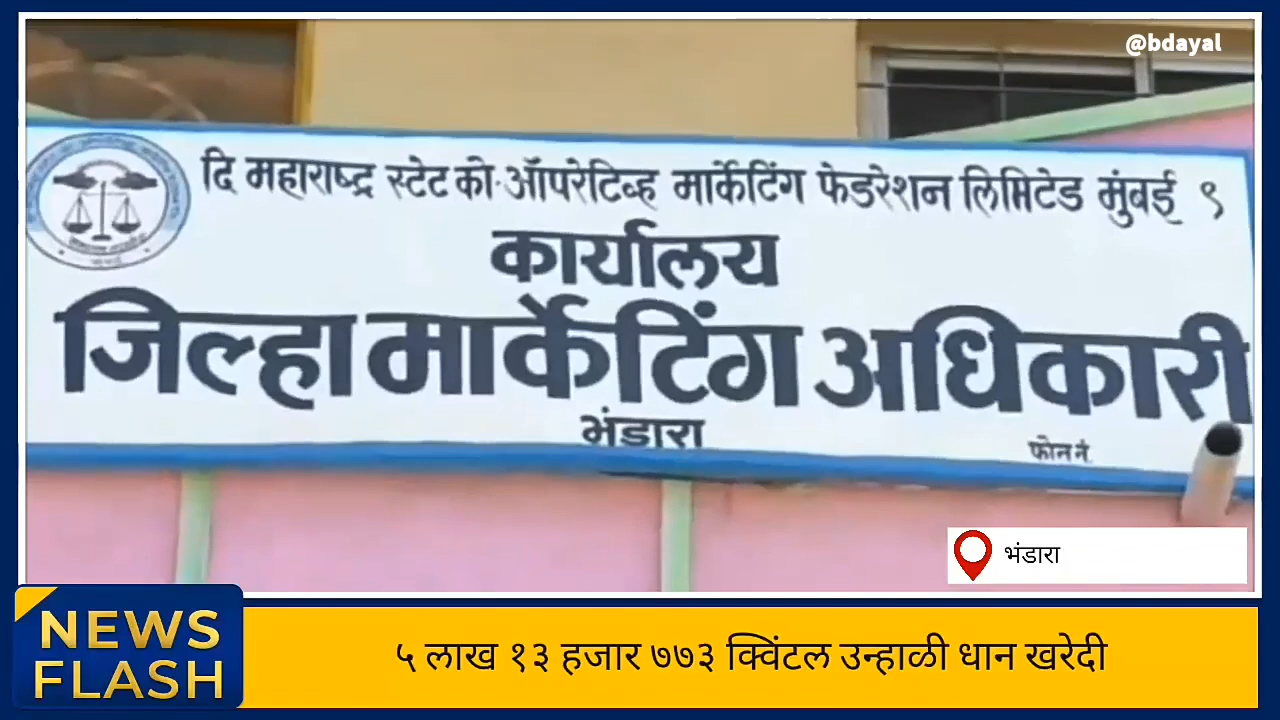 @bdayal
दि महाराष्ट्र स्टेट को-ऑपरेटिव्ह मार्केटिंग फेडरेशन लिमिटेड मुंबई ९
कार्यालय
जिल्हा मार्केटिंग अधिकारी
भंडारा
फोन नं.
भंडारा
NEWS
FLASH
५ लाख १३ हजार ७७३ क्विंटल उन्हाळी धान खरेदी